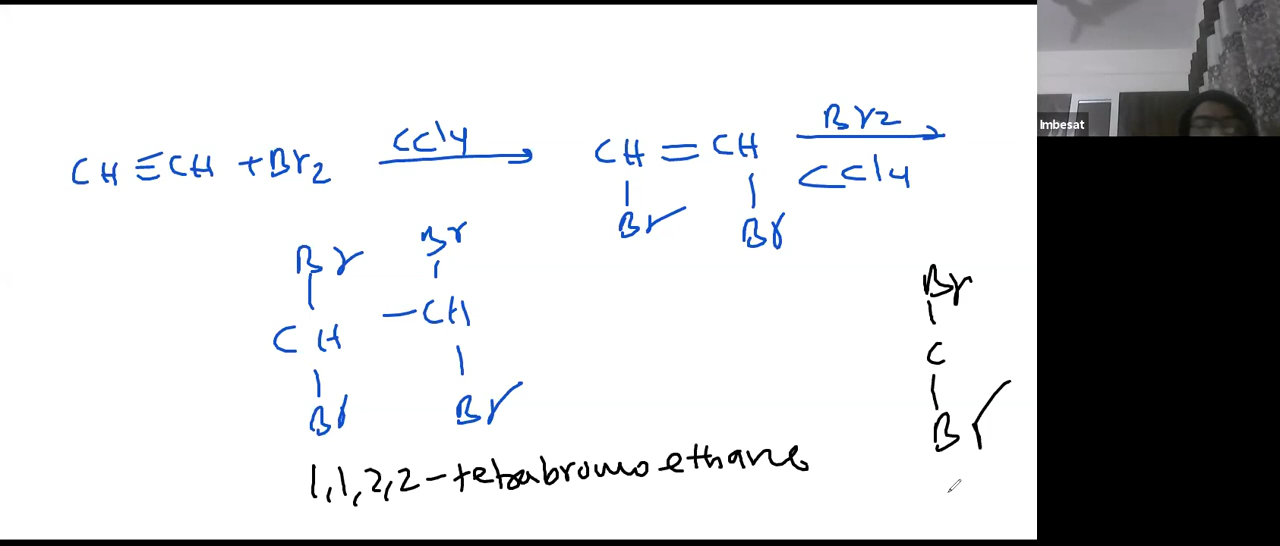 CH≡CH +Br2 CCl4 → CH=CH Br2 → CCl4
Br Br
Br Br
CH -CH
Br Br
1,1,2,2-tetrabromoethane
Br
C
Br
Imbesat